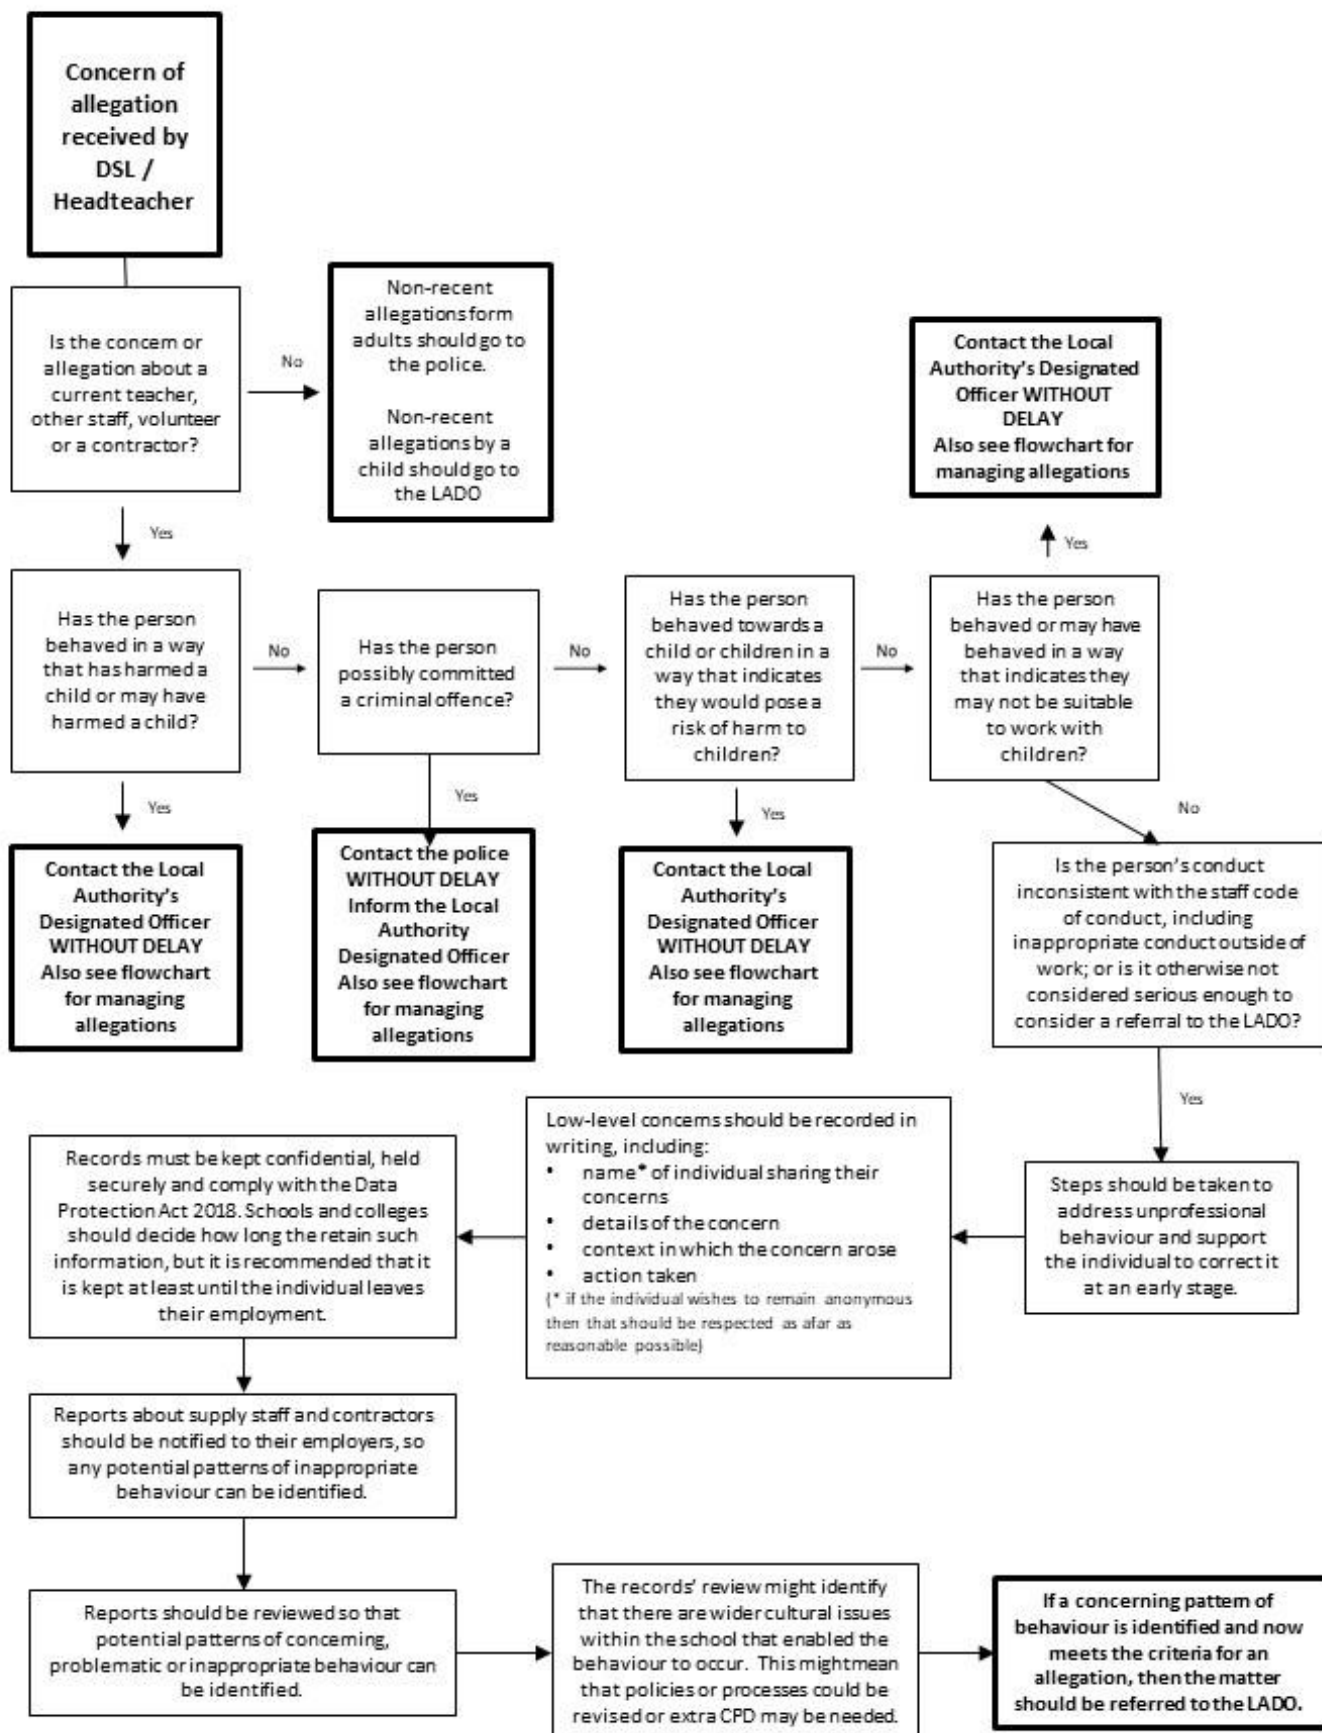 Concern of
allegation
received by
DSL /
Headteacher
Is the concern or
allegation about a
current teacher,
other staff, volunteer
or a contractor?
No
Non-recent
allegations form
adults should go to
the police.
Non-recent
allegations by a
child should go to
the LADO
Contact the Local
Authority's Designated
Officer WITHOUT
DELAY
Also see flowchart for
managing allegations
Yes
Yes
Has the person
behaved in a way
that has harmed a
child or may have
harmed a child?
No
Has the person
possibly committed
a criminal offence?
No
Has the person
behaved towards a
child or children in a
way that indicates
they would pose a
risk of harm to
children?
No
Has the person
behaved or may have
behaved in a way
that indicates they
may not be suitable
to work with
children?
Yes
Yes
Yes
No
Contact the Local
Authority's
Designated Officer
WITHOUT DELAY
Also see flowchart
for managing
allegations
Contact the police
WITHOUT DELAY
Inform the Local
Authority
Designated Officer
Also see flowchart
for managing
allegations
Contact the Local
Authority's
Designated Officer
WITHOUT DELAY
Also see flowchart
for managing
allegations
Is the person's conduct
inconsistent with the staff code
of conduct, including
inappropriate conduct outside of
work; or is it otherwise not
considered serious enough to
consider a referral to the LADO?
Yes
Steps should be taken to
address unprofessional
behaviour and support
the individual to correct it
at an early stage.
Low-level concerns should be recorded in
writing, including:
• name* of individual sharing their
concerns
• details of the concern
• context in which the concern arose
• action taken
(* if the individual wishes to remain anonymous
then that should be respected as afar as
reasonable possible)
Records must be kept confidential, held
securely and comply with the Data
Protection Act 2018. Schools and colleges
should decide how long the retain such
information, but it is recommended that it
is kept at least until the individual leaves
their employment.
Reports about supply staff and contractors
should be notified to their employers, so
any potential patterns of inappropriate
behaviour can be identified.
Reports should be reviewed so that
potential patterns of concerning,
problematic or inappropriate behaviour can
be identified.
The records' review might identify
that there are wider cultural issues
within the school that enabled the
behaviour to occur. This might mean
that policies or processes could be
revised or extra CPD may be needed.
If a concerning pattern of
behaviour is identified and now
meets the criteria for an
allegation, then the matter
should be referred to the LADO.